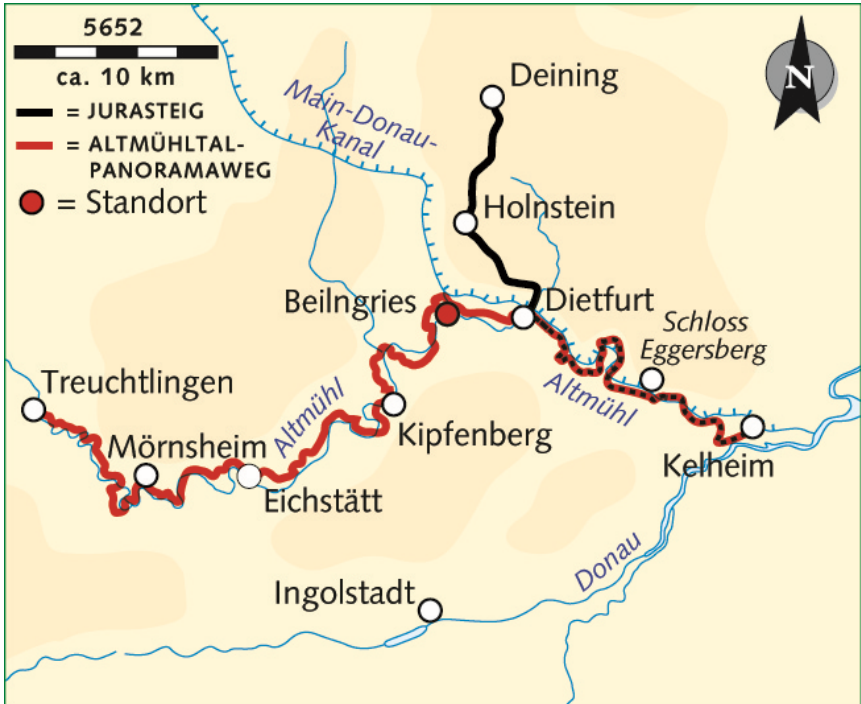 5652
ca. 10 km
= JURASTEIG
= ALTMÜHLTAL-
PANORAMAWEG
= Standort
N
Main-Donau-
Kanal
Deining
Holnstein
Beilngries
Dietfurt
Schloss
Eggersberg
Treuchtlingen
Altmühl
Altmühl
Mörnsheim
Kipfenberg
Kelheim
Eichstätt
Donau
Ingolstadt